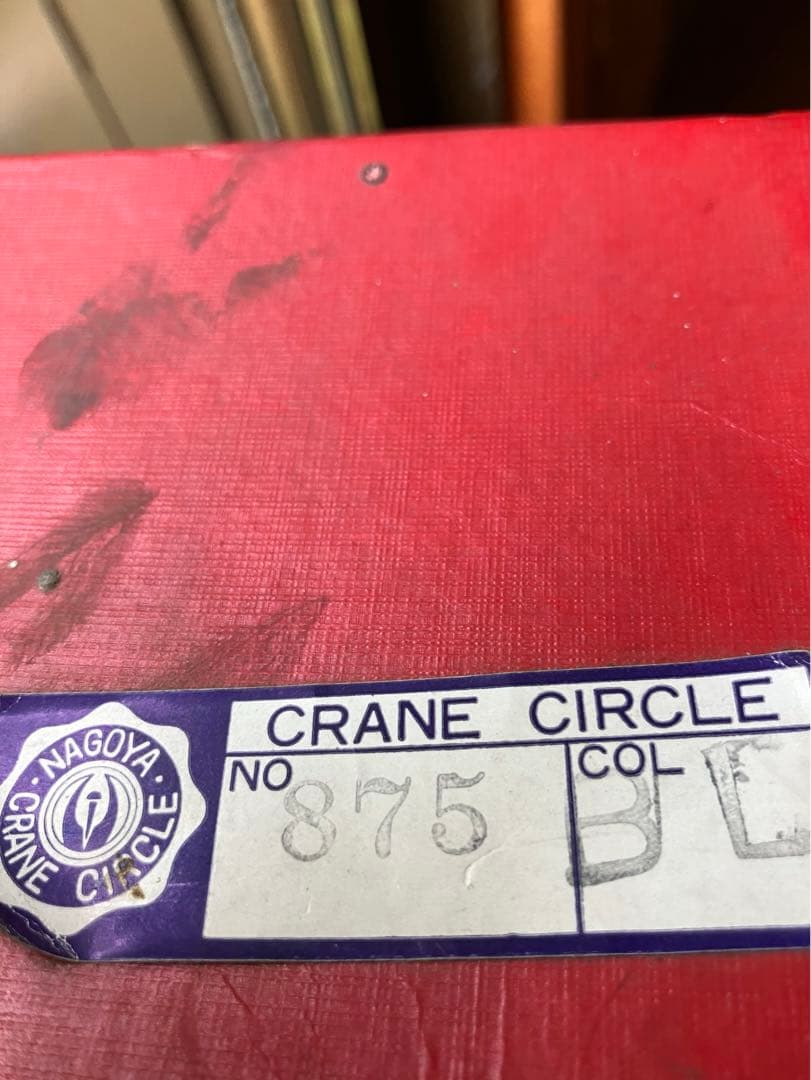 CRANE CIRCLE
NO 875 COL BL
NAGOYA
CRANE CIRCLE